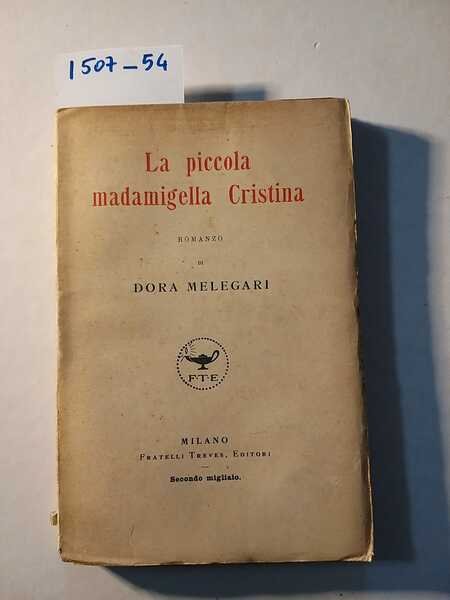 1507-54
La piccola
madamigella Cristina
ROMANZO
DI
DORA MELEGARI
F·T·E
MILANO
FRATELLI TREVES, EDITORI
Secondo migliaio.